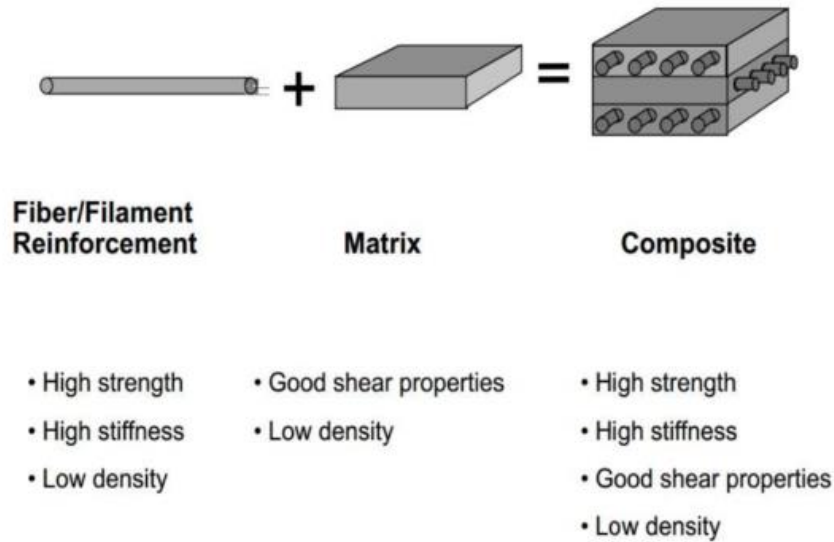 +
=
Fiber/Filament
Reinforcement
Matrix
Composite
• High strength
• High stiffness
• Low density
• Good shear properties
• Low density
• High strength
• High stiffness
• Good shear properties
• Low density